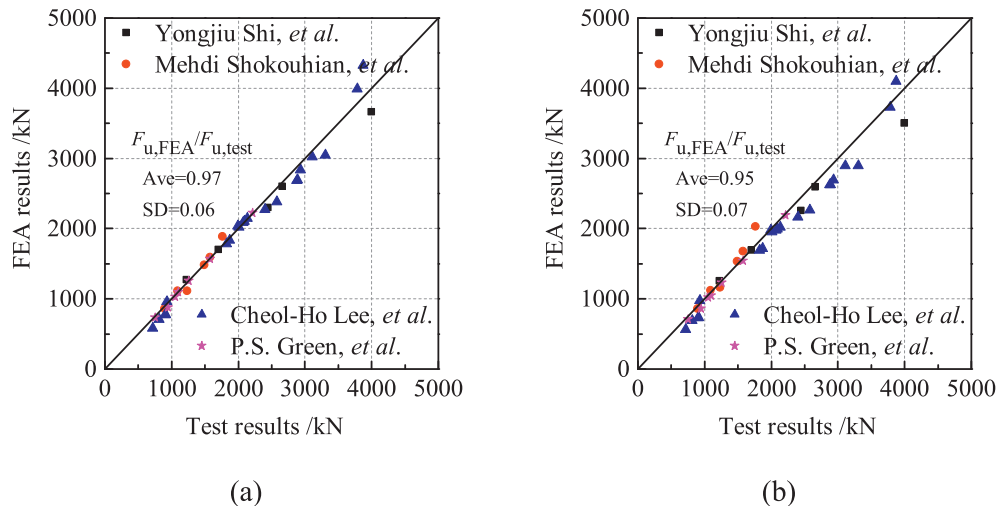 5000
4000
3000
2000
1000
0
FEA results /kN
Yongjiu Shi, et al.
Mehdi Shokouhian, et al.
Fu,FEA/Fu,test
Ave=0.97
SD=0.06
Cheol-Ho Lee, et al.
P.S. Green, et al.
0 1000 2000 3000 4000 5000
Test results /kN
(a)
5000
4000
3000
2000
1000
0
FEA results /kN
Yongjiu Shi, et al.
Mehdi Shokouhian, et al.
Fu,FEA/Fu,test
Ave=0.95
SD=0.07
Cheol-Ho Lee, et al.
P.S. Green, et al.
0 1000 2000 3000 4000 5000
Test results /kN
(b)